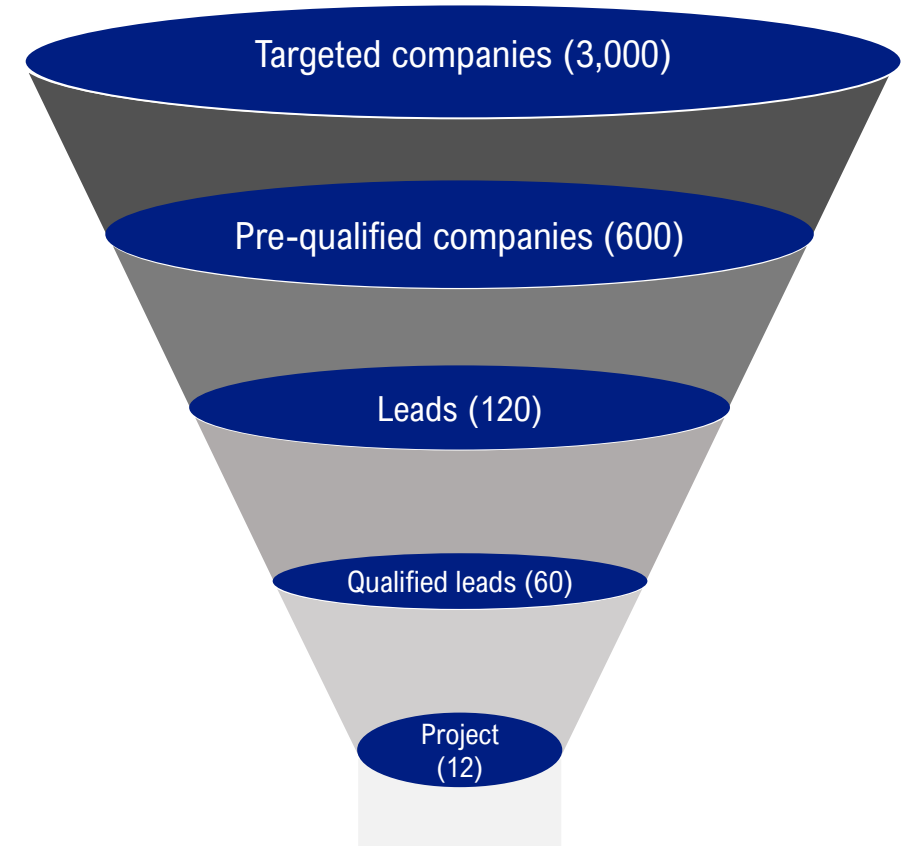 Targeted companies (3,000)
Pre-qualified companies (600)
Leads (120)
Qualified leads (60)
Project
(12)